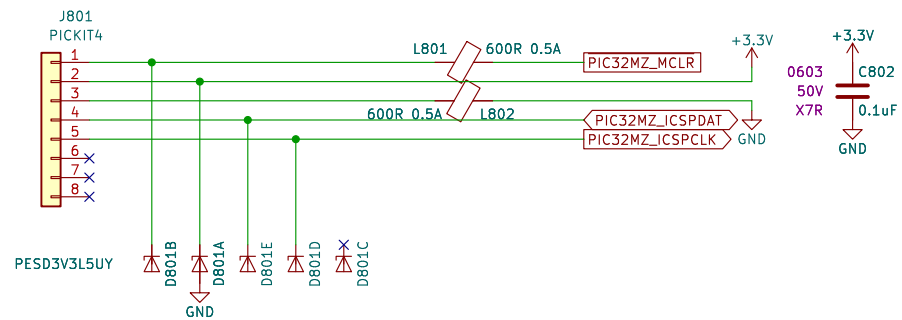 J801
PICKIT4
1
2
3
4
5
6
7
8
L801
600R 0.5A
PIC32MZ_MCLR
+3.3V
600R 0.5A
L802
PIC32MZ_ICSPDAT
PIC32MZ_ICSPCLK
GND
+3.3V
0603
50V
X7R
C802
0.1uF
GND
PESD3V3L5UY
D801B
D801A
D801E
D801D
D801C
GND